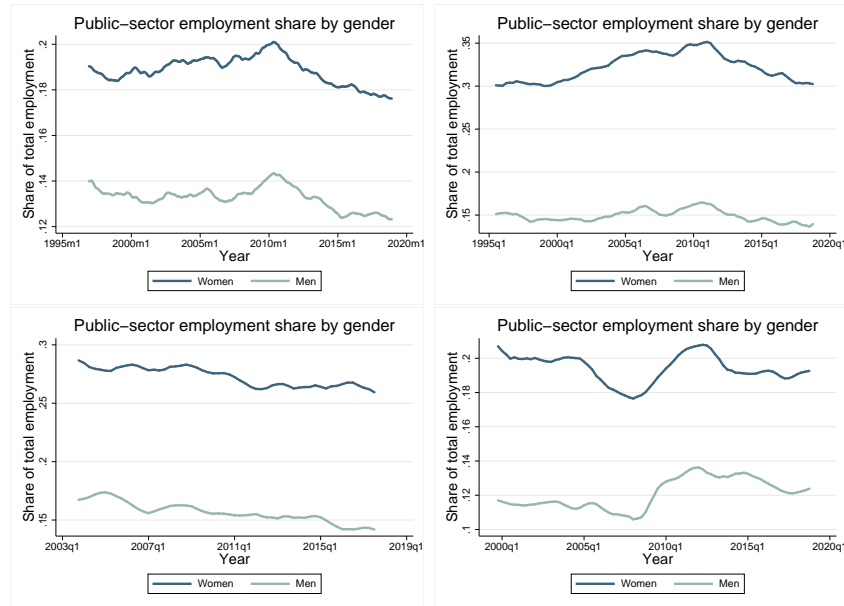 Public−sector employment share by gender
Share of total employment
.2
.18
.16
.14
.12
1995m1 2000m1 2005m1 2010m1 2015m1 2020m1
Year
Women Men
Public−sector employment share by gender
Share of total employment
.35
.3
.25
.2
.15
1995q1 2000q1 2005q1 2010q1 2015q1 2020q1
Year
Women Men
Public−sector employment share by gender
Share of total employment
.3
.25
.2
.15
2003q1 2007q1 2011q1 2015q1 2019q1
Year
Women Men
Public−sector employment share by gender
Share of total employment
.2
.18
.16
.14
.12
.1
2000q1 2005q1 2010q1 2015q1 2020q1
Year
Women Men